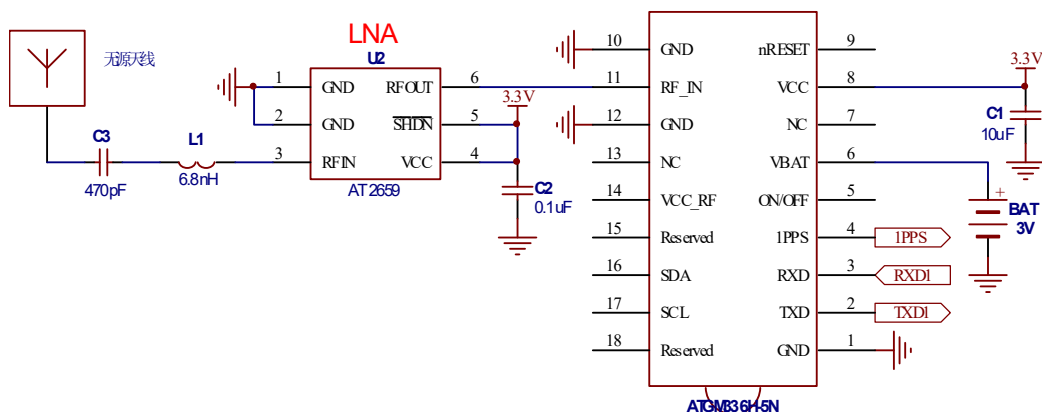 无源天线
C3
470pF
L1
6.8nH
LNA
U2
1 GND RFOUT 6
2 GND SHDN 5
3 RFIN VCC 4
AT2659
3.3V
C2
0.1uF
10 GND nRESET 9
11 RF_IN VCC 8
12 GND NC 7
13 NC VBAT 6
14 VCC_RF ON/OFF 5
15 Reserved 1PPS 4 1PPS
16 SDA RXD 3 RXD1
17 SCL TXD 2 TXD1
18 Reserved GND 1
ATGM336H-5N
3.3V
C1
10uF
+
BAT
3V